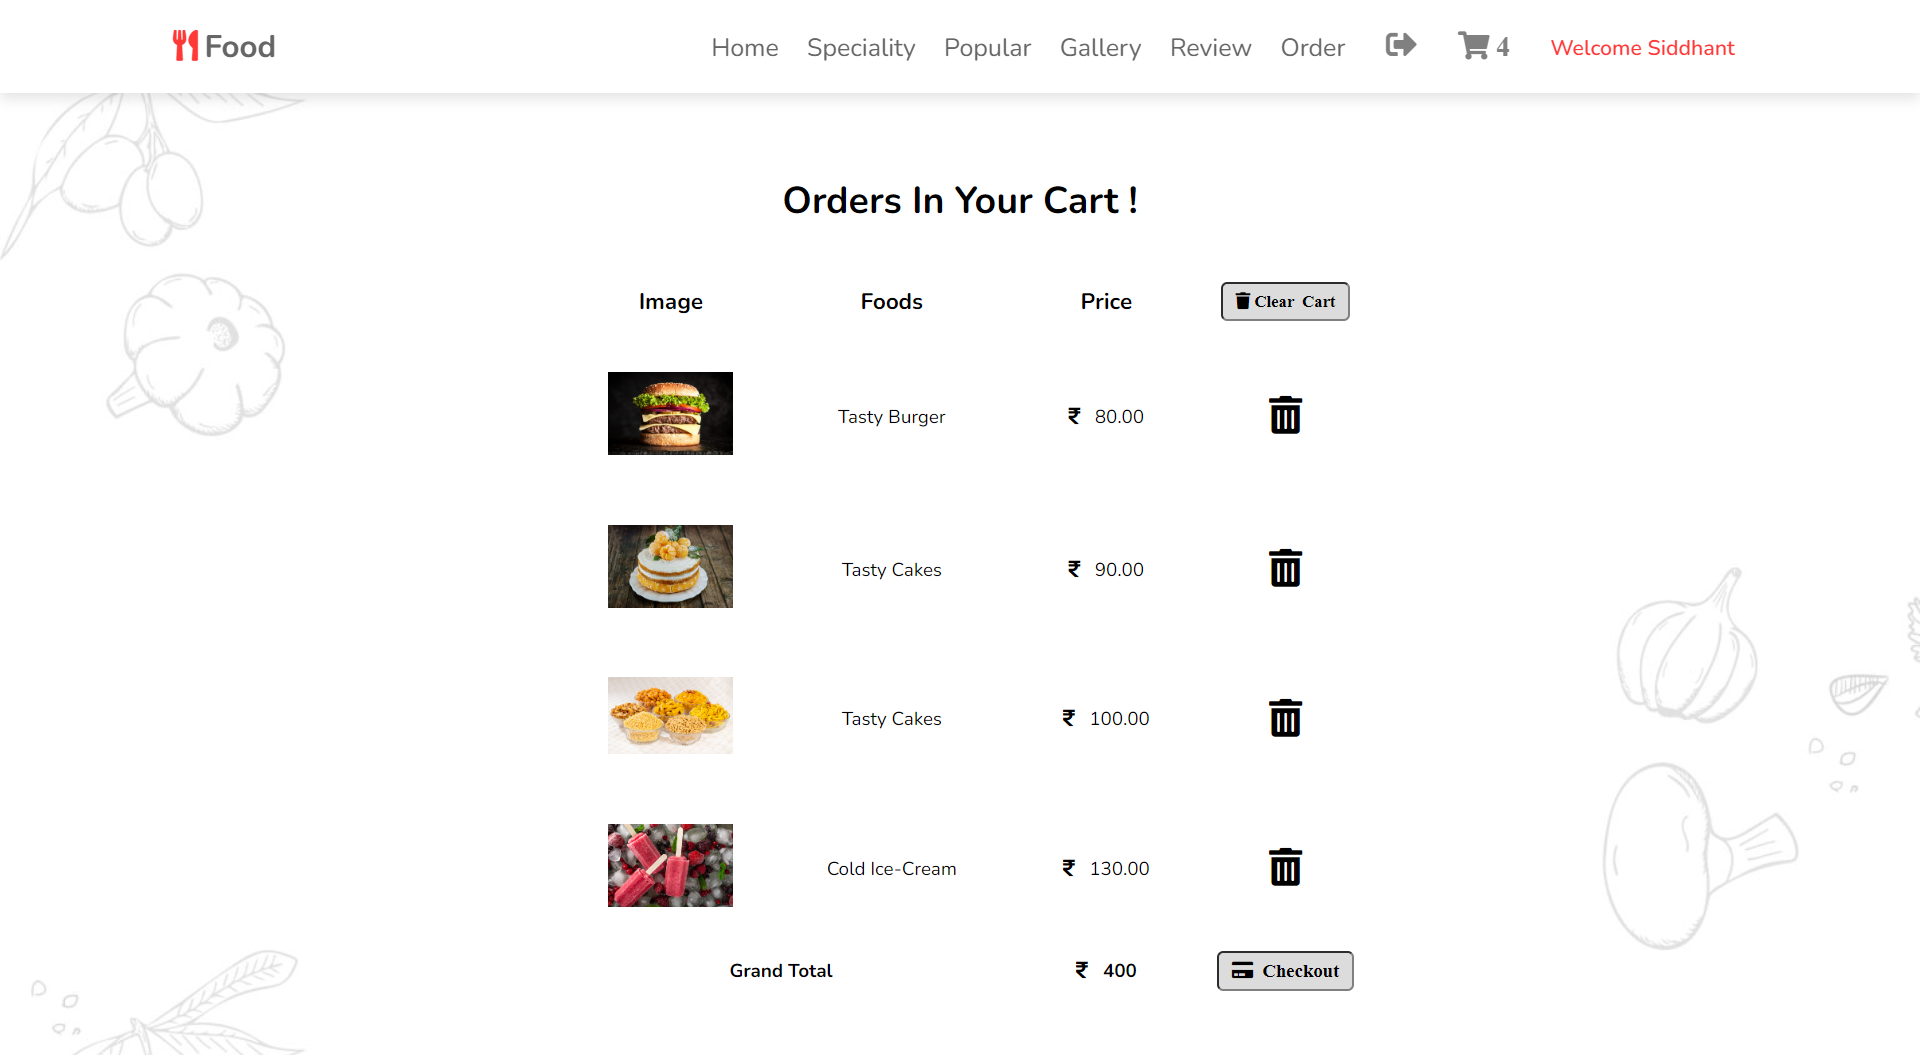 Food
Home Speciality Popular Gallery Review Order 4 Welcome Siddhant
Orders In Your Cart !
Image Foods Price Clear Cart
Tasty Burger ₹ 80.00
Tasty Cakes ₹ 90.00
Tasty Cakes ₹ 100.00
Cold Ice-Cream ₹ 130.00
Grand Total ₹ 400 Checkout